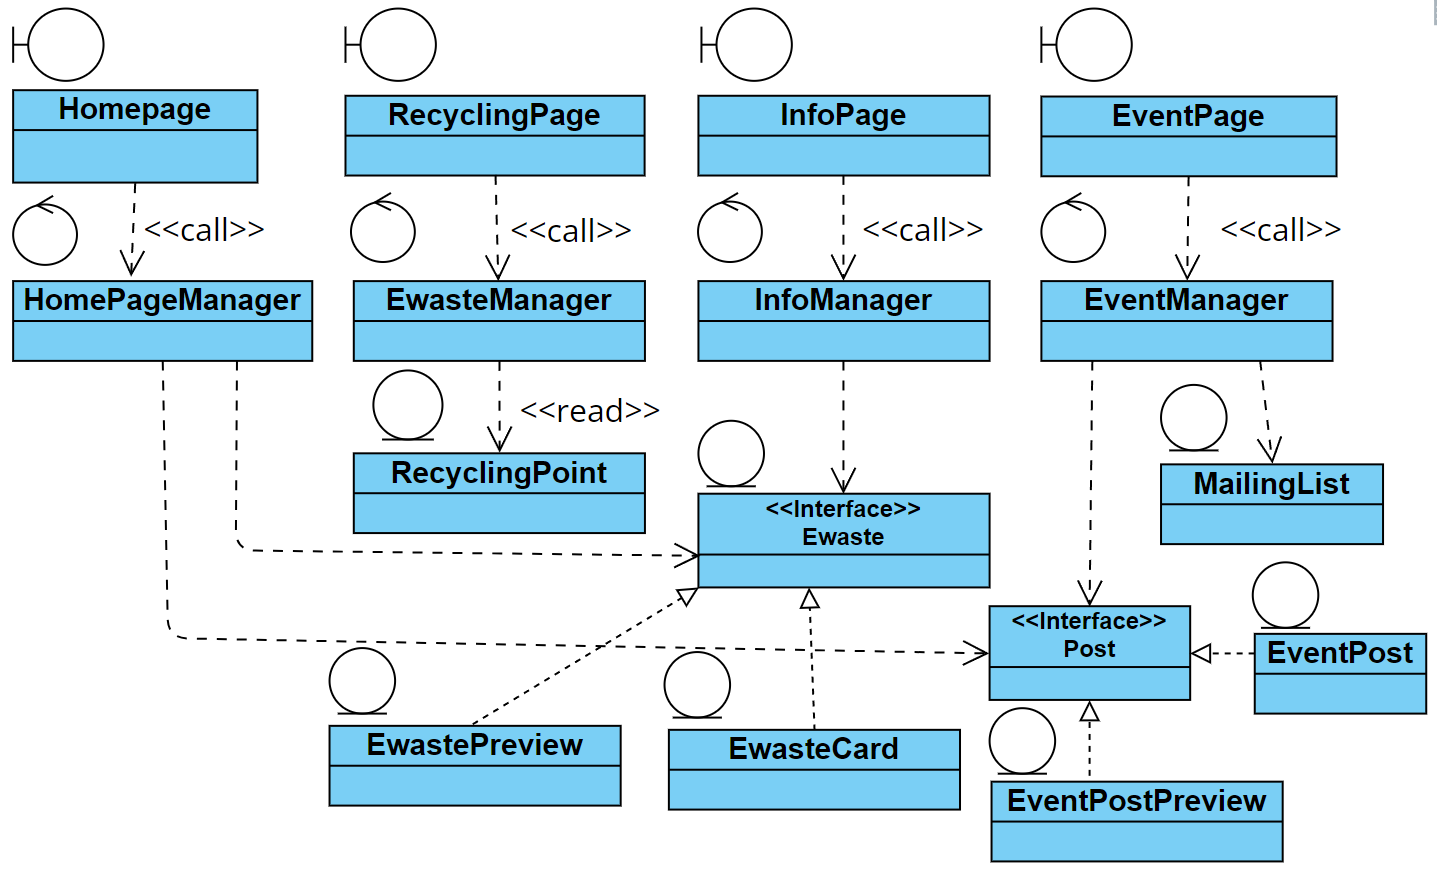 Homepage
RecyclingPage
InfoPage
EventPage
<<call>>
<<call>>
<<call>>
<<call>>
HomePageManager
EwasteManager
InfoManager
EventManager
<<read>>
RecyclingPoint
MailingList
<<Interface>>
Ewaste
<<Interface>>
Post
EventPost
EwastePreview
EwasteCard
EventPostPreview